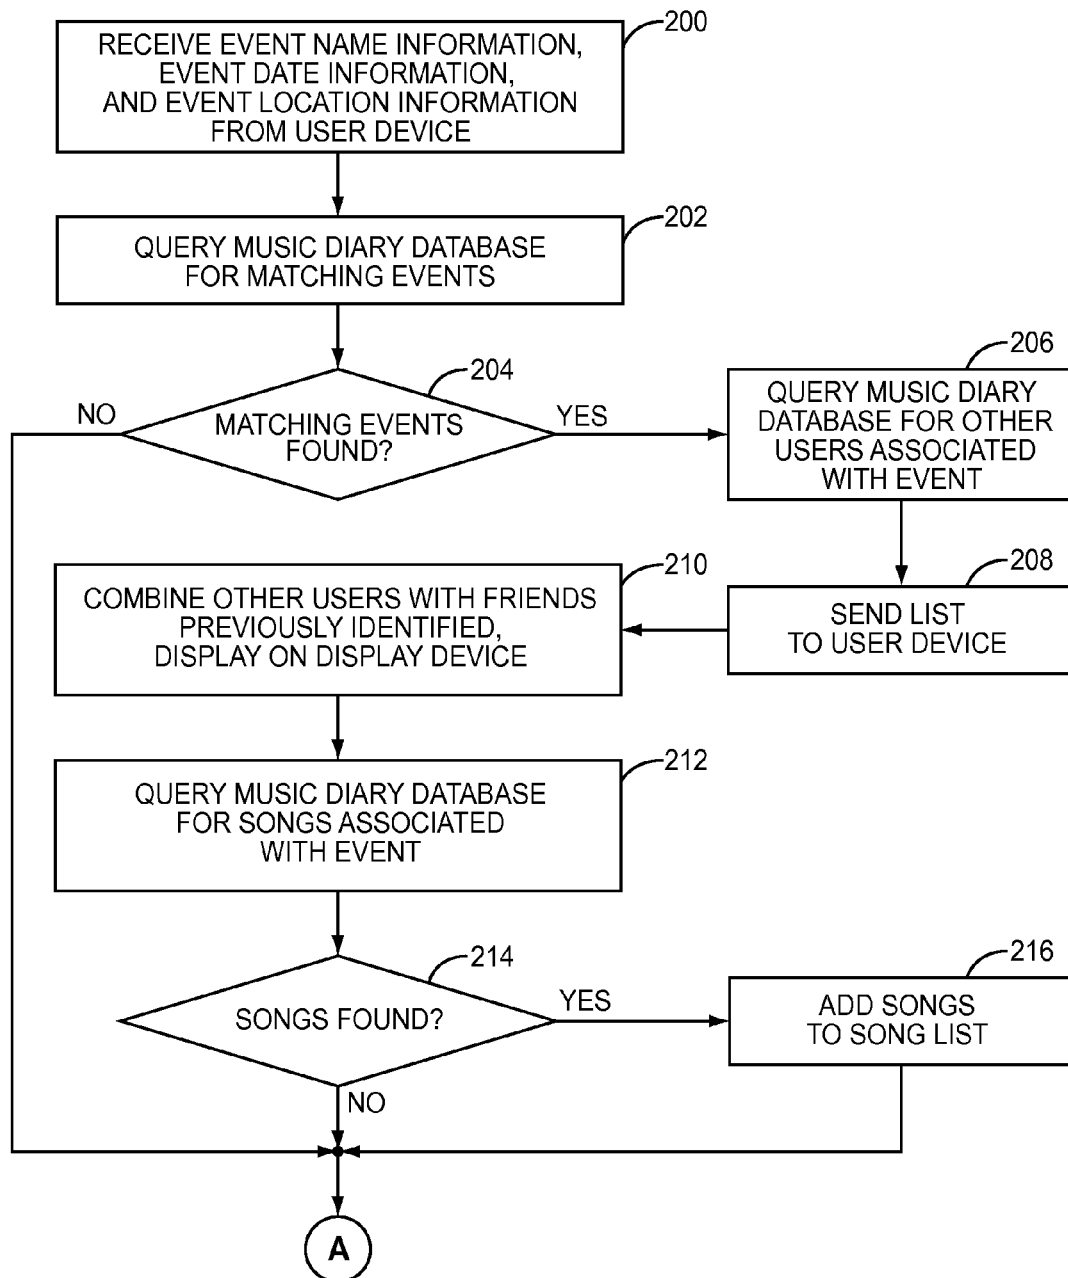 200
RECEIVE EVENT NAME INFORMATION,
EVENT DATE INFORMATION,
AND EVENT LOCATION INFORMATION
FROM USER DEVICE
202
QUERY MUSIC DIARY DATABASE
FOR MATCHING EVENTS
204
MATCHING EVENTS
FOUND?
NO
YES
206
QUERY MUSIC DIARY
DATABASE FOR OTHER
USERS ASSOCIATED
WITH EVENT
208
SEND LIST
TO USER DEVICE
210
COMBINE OTHER USERS WITH FRIENDS
PREVIOUSLY IDENTIFIED,
DISPLAY ON DISPLAY DEVICE
212
QUERY MUSIC DIARY DATABASE
FOR SONGS ASSOCIATED
WITH EVENT
214
SONGS FOUND?
YES
NO
216
ADD SONGS
TO SONG LIST
A